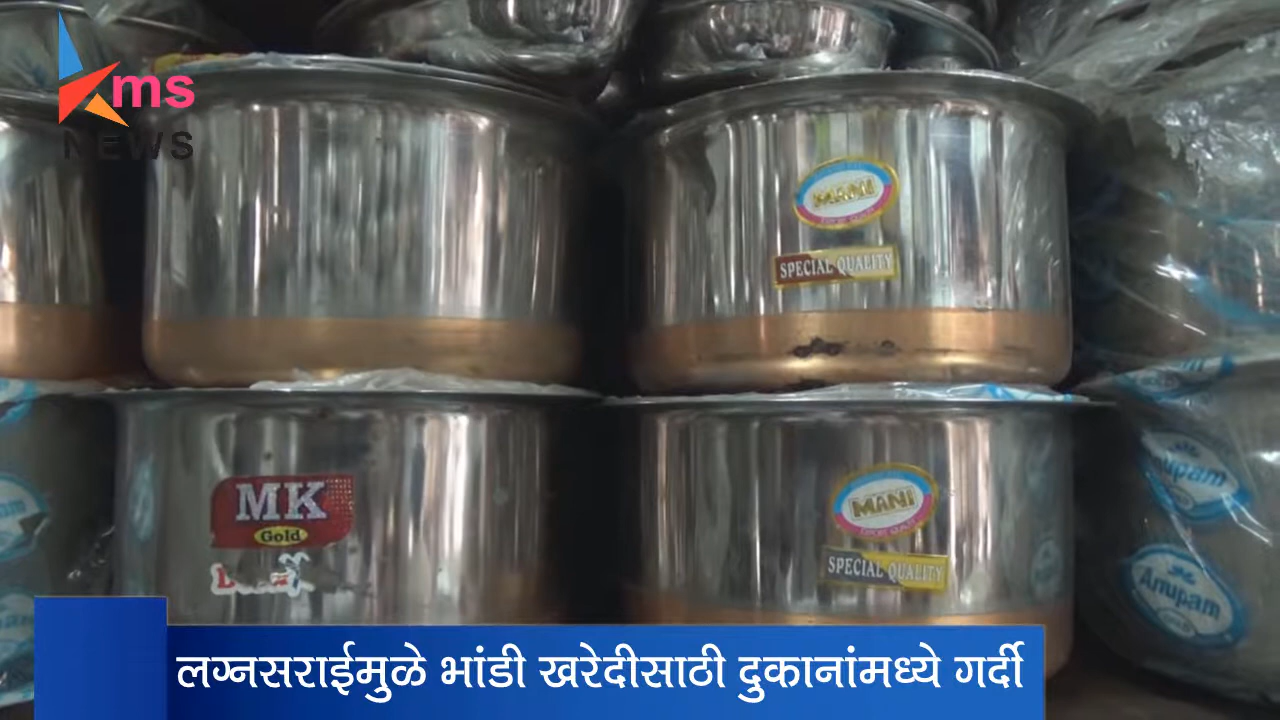 ms
NEWS
MANI
SPECIAL QUALITY
MK
Gold
MANI
SPECIAL QUALITY
Anupam
Anupam
लग्नसराईमुळे भांडी खरेदीसाठी दुकानांमध्ये गर्दी